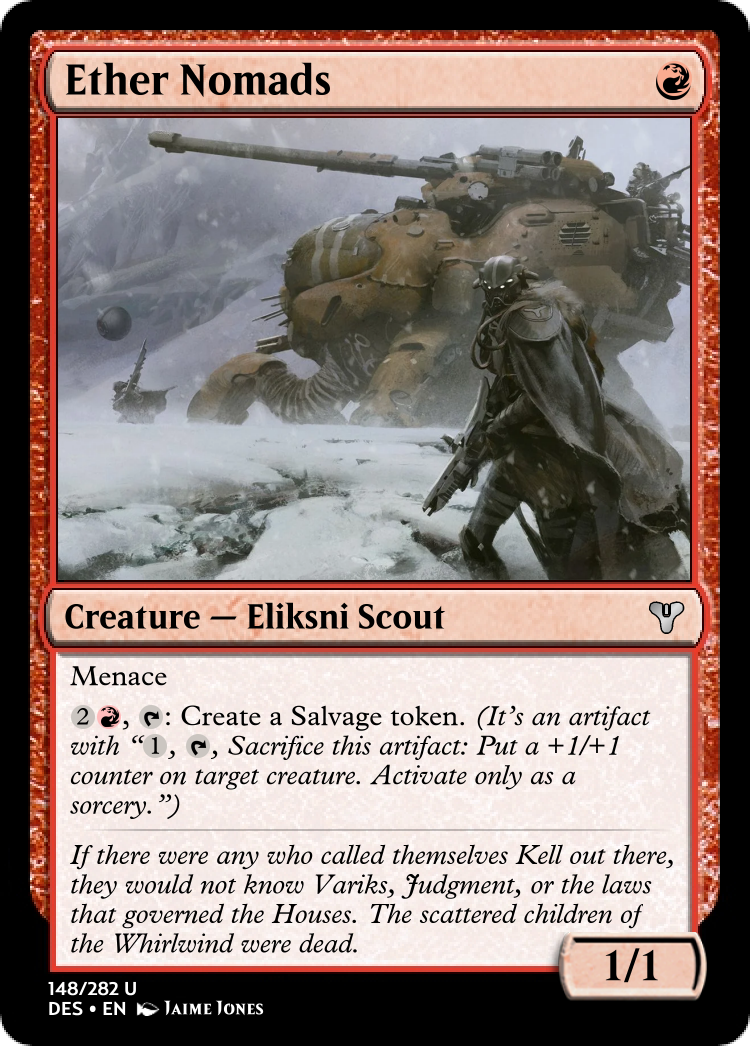 Ether Nomads
Creature — Eliksni Scout
Menace
2, : Create a Salvage token. (It's an artifact
with “1, , Sacrifice this artifact: Put a +1/+1
counter on target creature. Activate only as a
sorcery.”)
If there were any who called themselves Kell out there,
they would not know Variks, Judgment, or the laws
that governed the Houses. The scattered children of
the Whirlwind were dead.
1/1
148/282 U
DES • EN JAIME JONES